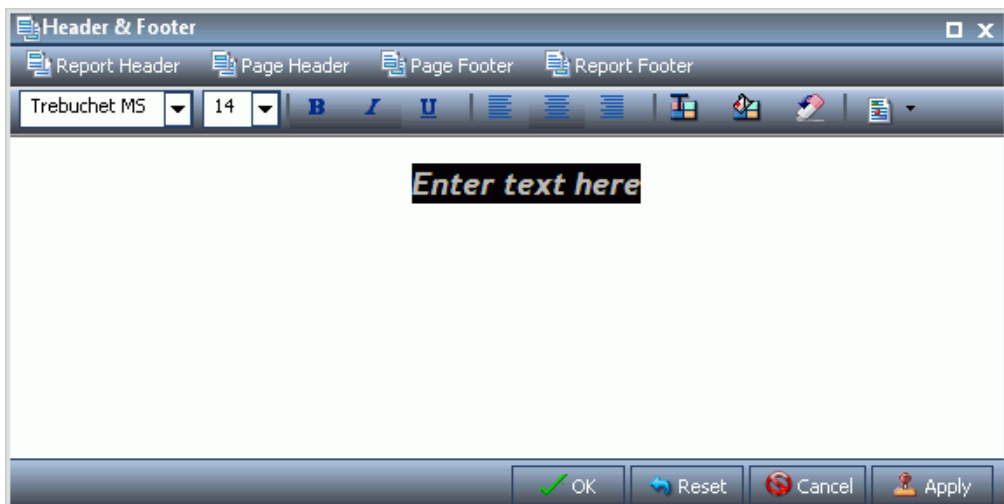 Header & Footer
Report Header Page Header Page Footer Report Footer
Trebuchet MS 14 B I U
Enter text here
OK Reset Cancel Apply